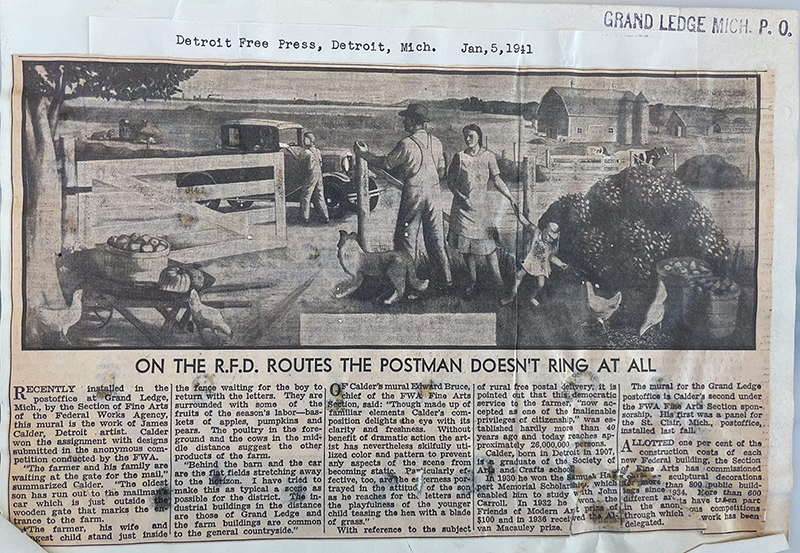 GRAND LEDGE MICH. P. O.
Detroit Free Press, Detroit, Mich. Jan,5,1941
ON THE R.F.D. ROUTES THE POSTMAN DOESN'T RING AT ALL
RECENTLY installed in the
postoffice at Grand Ledge,
Mich., by the Section of Fine Arts
of the Federal Works Agency,
this mural is the work of James
Calder, Detroit artist. Calder
won the assignment with designs
submitted in the anonymous com-
petition conducted by the FWA.
"The farmer and his family are
waiting at the gate for the mail,"
summarized Calder. "The oldest
son has run out to the mailman's
car which is just outside
wooden gate that marks the en-
trance to the farm.
"The farmer, his wife and
youngest child stand just inside
the fence waiting for the boy to
return with the letters. They are
surrounded with some of the
fruits of the season's labor—bas-
kets of apples, pumpkins and
pears. The poultry in the fore-
ground and the cows in the mid-
dle distance suggest the other
products of the farm.
"Behind the barn and the car
are the flat fields stretching away
to the horizon. I have tried to
make this as typical a scene as
possible for the district. The in-
dustrial buildings in the distance
are those of Grand Ledge and
the farm buildings are common
to the general countryside."
OF Calder's mural Edward Bruce,
chief of the FWA Fine Arts
Section, said: "Though made up of
familiar elements Calder's com-
position delights the eye with its
clarity and freshness. Without
benefit of dramatic action the art-
ist has nevertheless skilfully uti-
lized color and pattern to prevent
any aspects of the scene from
becoming static. Particularly ef-
fective, too, are the eagerness por-
trayed in the attitude of the son
as he reaches for the letters and
the playfulness of the younger
child teasing the hen with a blade
of grass."
With reference to the subject
of rural free postal delivery, it is
pointed out that this democratic
service to the farmer, "now ac-
cepted as one of the inalienable
privileges of citizenship," was es-
tablished hardly more than 40
years ago and today reaches ap-
proximately 26,000,000 persons.
Calder, born in Detroit in 1907,
is a graduate of the Society of
Arts and Crafts Art School.
In 1930 he won the Samuel
pert Memorial Scholarship which
enabled him to study with John
Carroll. In 1932 he won the
Friends of Modern Art prize of
$100 and in 1936 received the Al-
van Macauley prize.
The mural for the Grand Ledge
postoffice is Calder's second under
the FWA Fine Arts Section spon-
sorship. His first was a panel for
the St. Clair, Mich., postoffice,
installed last fall.
ALLOTTED one per cent of the
construction costs of each
new Federal building, the Section
of Fine Arts has commissioned
sculptural decorations
than 800 public build-
ings since 1934. More than 600
different artists have taken part
in the anonymous competitions
through which work has been
delegated.